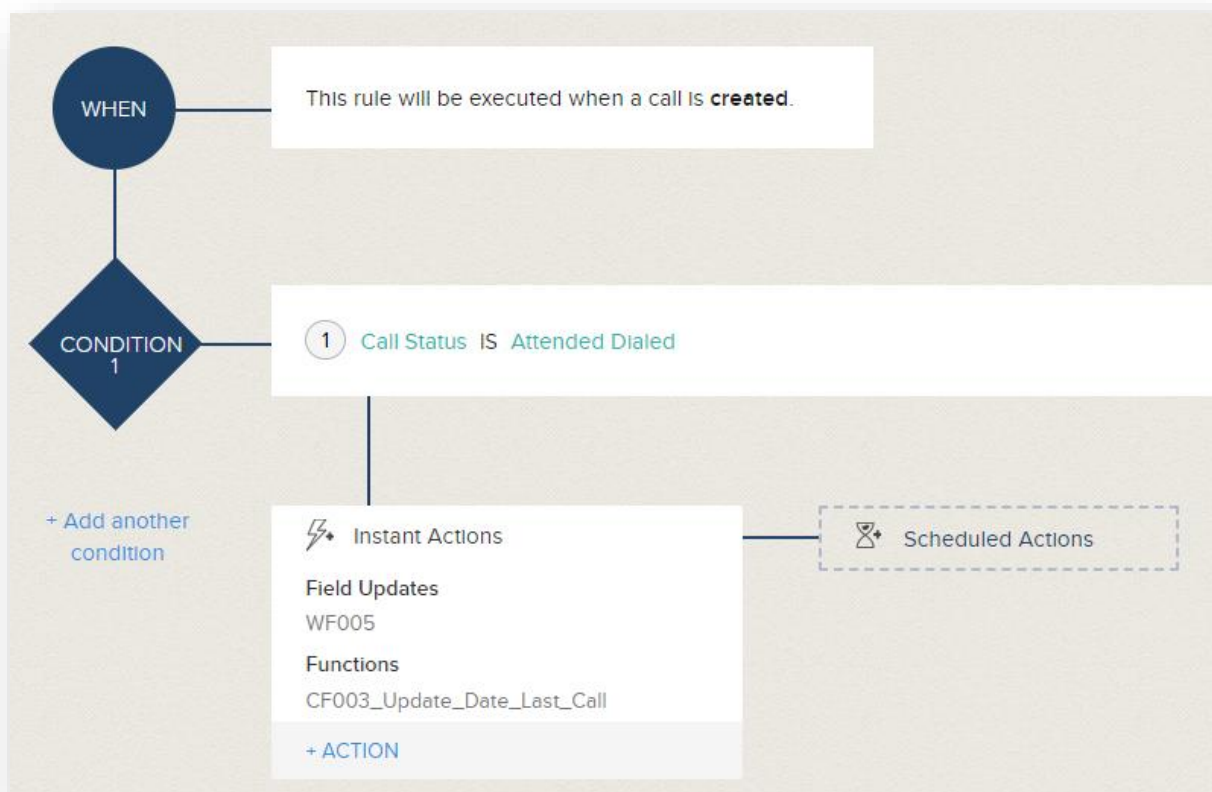 WHEN
This rule will be executed when a call is created.
CONDITION
1
1 Call Status IS Attended Dialed
+ Add another
condition
Instant Actions
Scheduled Actions
Field Updates
WF005
Functions
CF003_Update_Date_Last_Call
+ ACTION